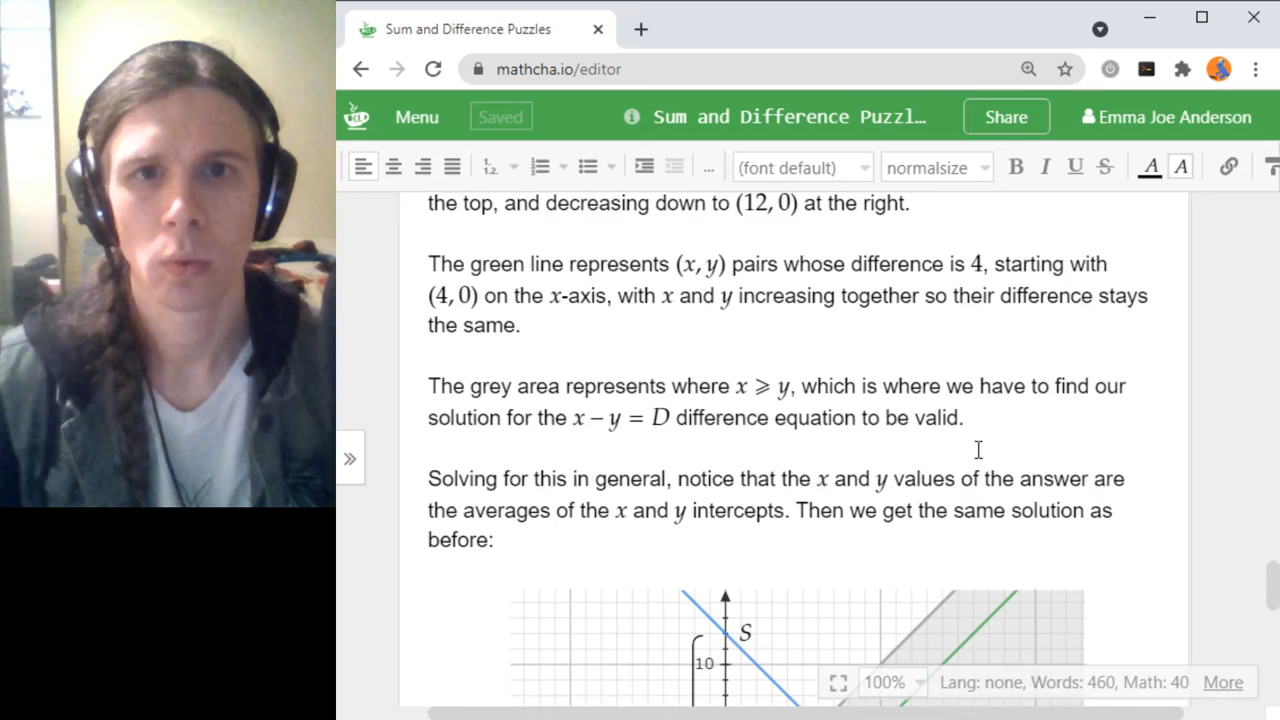 Sum and Difference Puzzles
mathcha.io/editor
Menu
Saved
Sum and Difference Puzzl...
Share
Emma Joe Anderson
(font default)
normalsize
B I U S A A
the top, and decreasing down to (12, 0) at the right.
The green line represents (x, y) pairs whose difference is 4, starting with
(4, 0) on the x-axis, with x and y increasing together so their difference stays
the same.
The grey area represents where x ⩾ y, which is where we have to find our
solution for the x − y = D difference equation to be valid.
Solving for this in general, notice that the x and y values of the answer are
the averages of the x and y intercepts. Then we get the same solution as
before:
S
10
100%
Lang: none, Words: 460, Math: 40
More